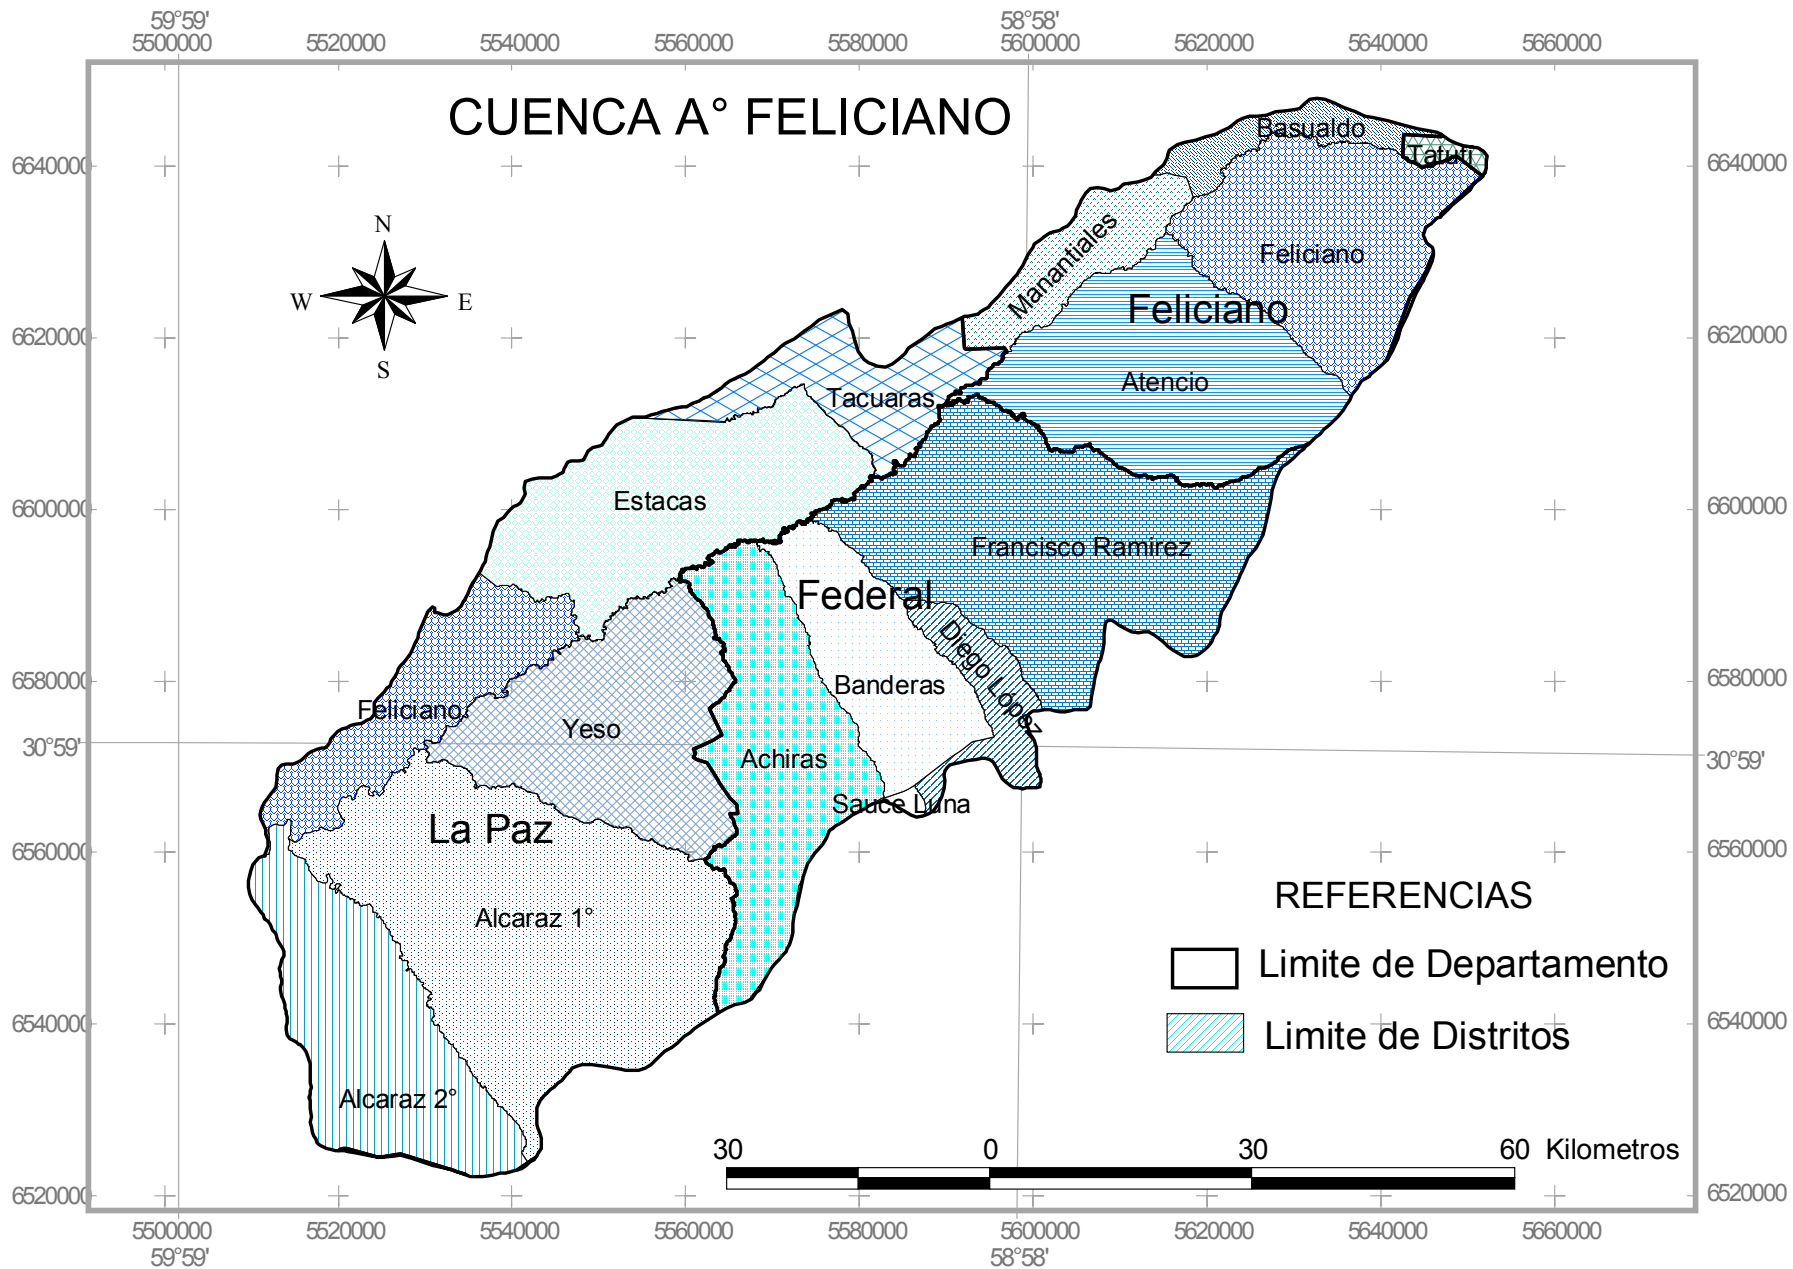 59°59' 58°58'
5500000 5520000 5540000 5560000 5580000 5600000 5620000 5640000 5660000
CUENCA A° FELICIANO
Basualdo
Tatuti
6640000 6640000
N
W E
S
Manantiales
Feliciano
Feliciano
6620000 6620000
Atencio
Tacuaras
Estacas
6600000 6600000
Francisco Ramirez
Federal
Diego López
Banderas
6580000 6580000
Feliciano
Yeso
30°59' 30°59'
Achiras
Sauce Luna
La Paz
6560000 6560000
REFERENCIAS
Alcaraz 1°
Limite de Departamento
6540000 6540000
Limite de Distritos
Alcaraz 2°
30 0 30 60 Kilometros
6520000 6520000
5500000 5520000 5540000 5560000 5580000 5600000 5620000 5640000 5660000
59°59' 58°58'